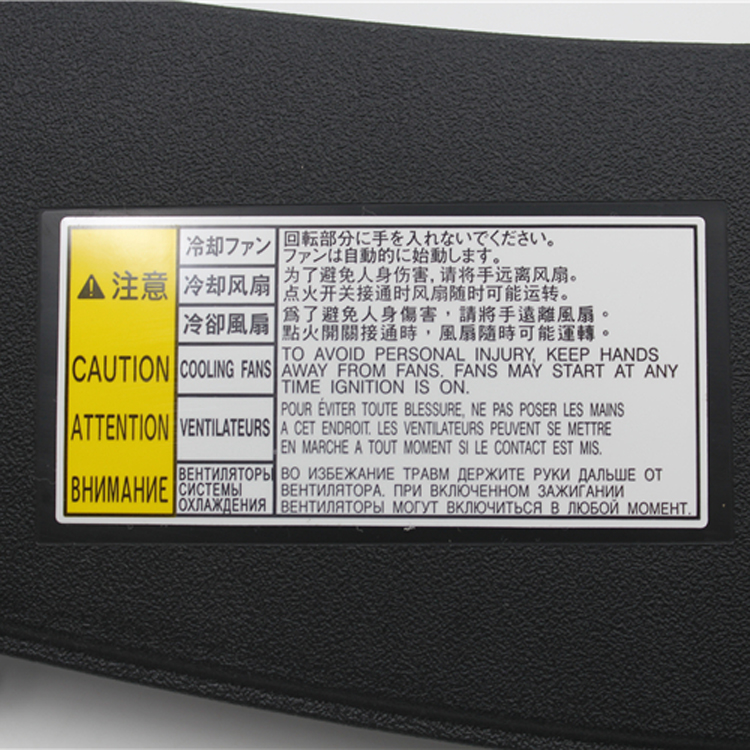 ⚠注意
CAUTION
ATTENTION
ВНИМАНИЕ
冷却ファン
回転部分に手を入れないでください。
ファンは自動的に始動します。
冷却风扇
为了避免人身伤害,请将手远离风扇。
点火开关接通时风扇随时可能运转。
冷卻風扇
為了避免人身傷害,請將手遠離風扇。
點火開關接通時,風扇隨時可能運轉。
COOLING FANS
TO AVOID PERSONAL INJURY, KEEP HANDS
AWAY FROM FANS. FANS MAY START AT ANY
TIME IGNITION IS ON.
VENTILATEURS
POUR ÉVITER TOUTE BLESSURE, NE PAS POSER LES MAINS
A CET ENDROIT. LES VENTILATEURS PEUVENT SE METTRE
EN MARCHE A TOUT MOMENT SI LE CONTACT EST MIS.
ВЕНТИЛЯТОРЫ
СИСТЕМЫ
ОХЛАЖДЕНИЯ
ВО ИЗБЕЖАНИЕ ТРАВМ ДЕРЖИТЕ РУКИ ДАЛЬШЕ ОТ
ВЕНТИЛЯТОРА. ПРИ ВКЛЮЧЕННОМ ЗАЖИГАНИИ
ВЕНТИЛЯТОРЫ МОГУТ ВКЛЮЧИТЬСЯ В ЛЮБОЙ МОМЕНТ.